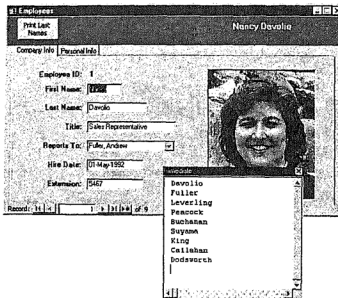 Employees
Print Last
Names
Nancy Davolio
Company Info Personal Info
Employee ID: 1
First Name:
Last Name: Davolio
Title: Sales Representative
Reports To: Fuller, Andrew
Hire Date: 01-May-1992
Extension: 5467
Record: 1 of 9
Davolio
Fuller
Leverling
Peacock
Buchanan
Suyama
King
Callahan
Dodsworth